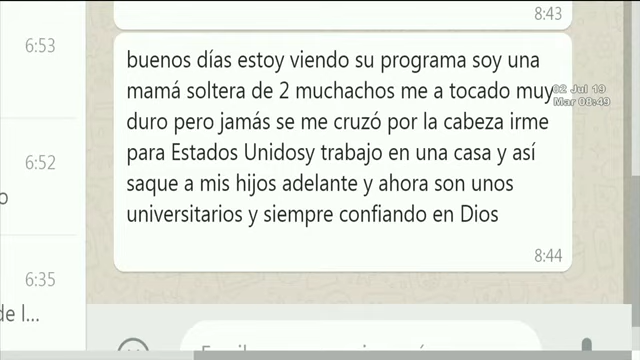 8:43
6:53
buenos días estoy viendo su programa soy una
mamá soltera de 2 muchachos me a tocado muy
02 Jul 19
Mar 08:49
duro pero jamás se me cruzó por la cabeza irme
para Estados Unidosy trabajo en una casa y así
6:52
saque a mis hijos adelante y ahora son unos
universitarios y siempre confiando en Dios
8:44
6:35
de l...